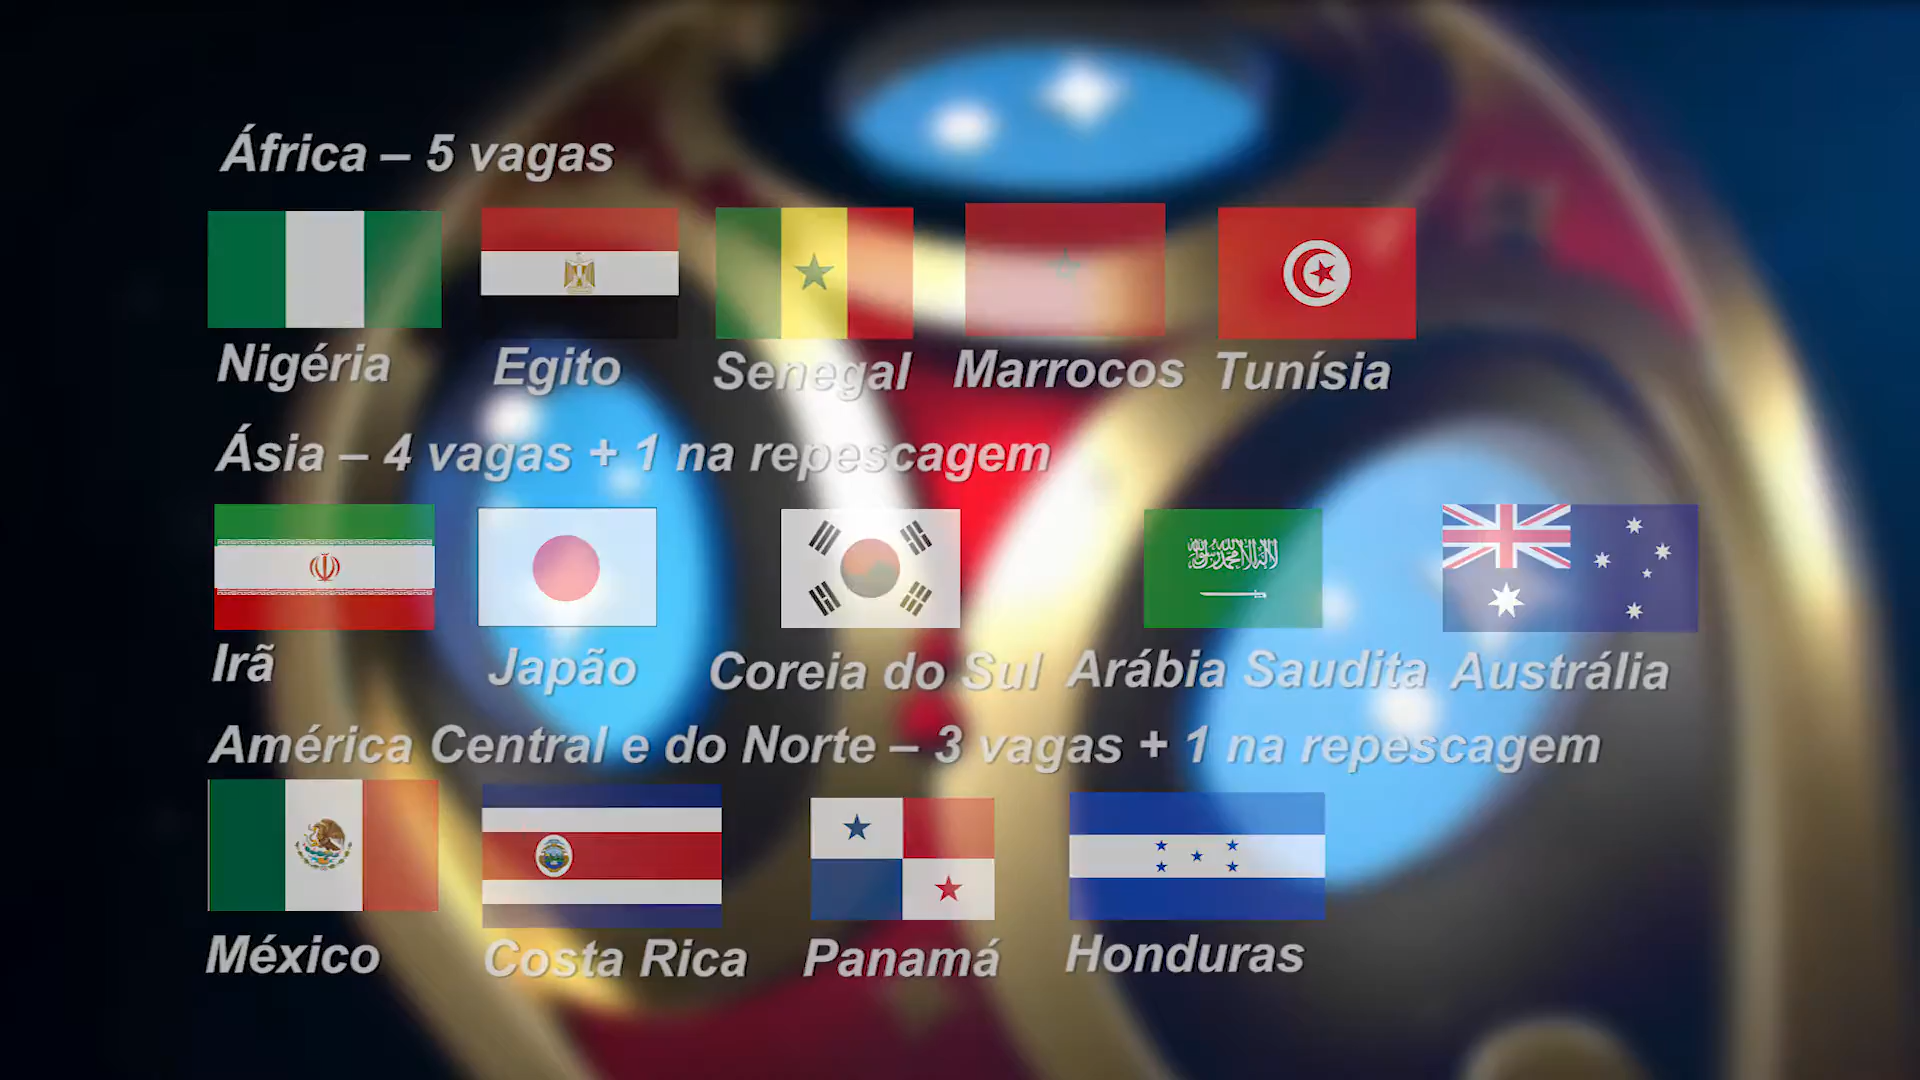 África – 5 vagas
Nigéria Egito Senegal Marrocos Tunísia
Ásia – 4 vagas + 1 na repescagem
Irã Japão Coreia do Sul Arábia Saudita Austrália
América Central e do Norte – 3 vagas + 1 na repescagem
México Costa Rica Panamá Honduras